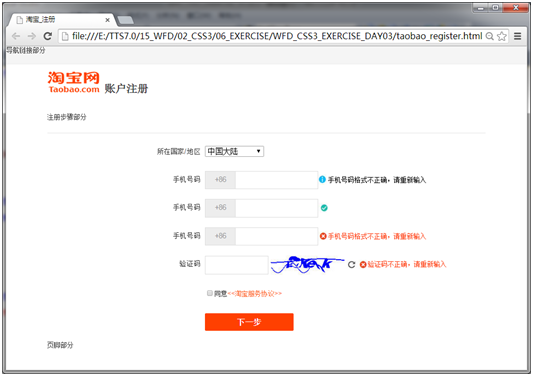 淘宝_注册
file:///E:/TTS7.0/15_WFD/02_CSS3/06_EXERCISE/WFD_CSS3_EXERCISE_DAY03/taobao_register.html
导航链接部分
淘宝网
Taobao.com 账户注册
注册步骤部分
所在国家/地区 中国大陆
手机号码 +86 手机号码格式不正确，请重新输入
手机号码 +86
手机号码 +86 手机号码格式不正确，请重新输入
验证码 验证码不正确，请重新输入
同意<<淘宝服务协议>>
下一步
页脚部分